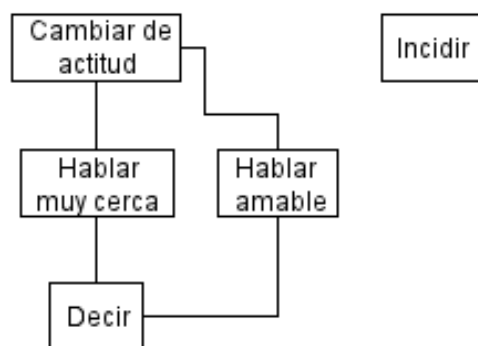 Cambiar de
actitud
Incidir
Hablar
muy cerca
Hablar
amable
Decir